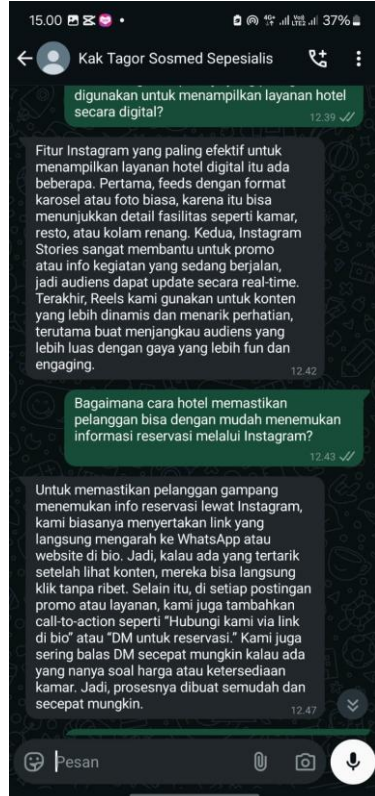 15.00
37%
Kak Tagor Sosmed Sepesialis
digunakan untuk menampilkan layanan hotel
secara digital?
12.39
Fitur Instagram yang paling efektif untuk
menampilkan layanan hotel digital itu ada
beberapa. Pertama, feeds dengan format
karosel atau foto biasa, karena itu bisa
menunjukkan detail fasilitas seperti kamar,
resto, atau kolam renang. Kedua, Instagram
Stories sangat membantu untuk promo
atau info kegiatan yang sedang berjalan,
jadi audiens dapat update secara real-time.
Terakhir, Reels kami gunakan untuk konten
yang lebih dinamis dan menarik perhatian,
terutama buat menjangkau audiens yang
lebih luas dengan gaya yang lebih fun dan
engaging.
12.42
Bagaimana cara hotel memastikan
pelanggan bisa dengan mudah menemukan
informasi reservasi melalui Instagram?
12.43
Untuk memastikan pelanggan gampang
menemukan info reservasi lewat Instagram,
kami biasanya menyertakan link yang
langsung mengarah ke WhatsApp atau
website di bio. Jadi, kalau ada yang tertarik
setelah lihat konten, mereka bisa langsung
klik tanpa ribet. Selain itu, di setiap postingan
promo atau layanan, kami juga tambahkan
call-to-action seperti “Hubungi kami via link
di bio” atau “DM untuk reservasi.” Kami juga
sering balas DM secepat mungkin kalau ada
yang nanya soal harga atau ketersediaan
kamar. Jadi, prosesnya dibuat semudah dan
secepat mungkin.
12.47
Pesan